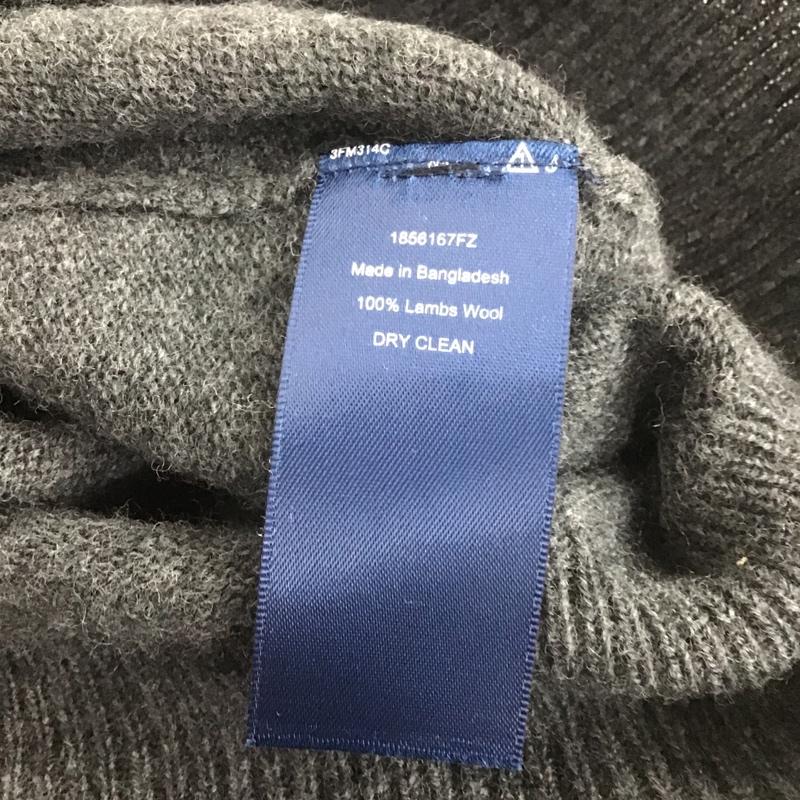 3FM314C
1856167FZ
Made in Bangladesh
100% Lambs Wool
DRY CLEAN